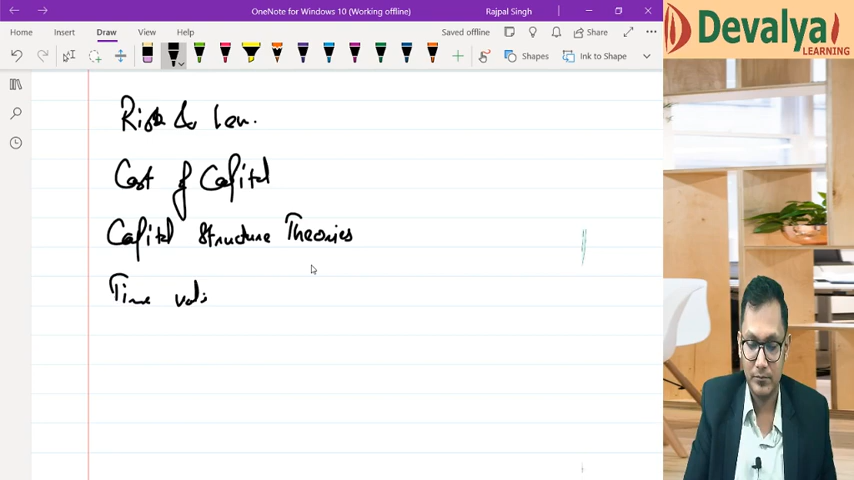 OneNote for Windows 10 (Working offline)
Rajpal Singh
Home Insert Draw View Help
Saved offline
Share
Shapes
Ink to Shape
Devalya
LEARNING
Risk & lev.
Cost of Capital
Capital Structure Theories
Time